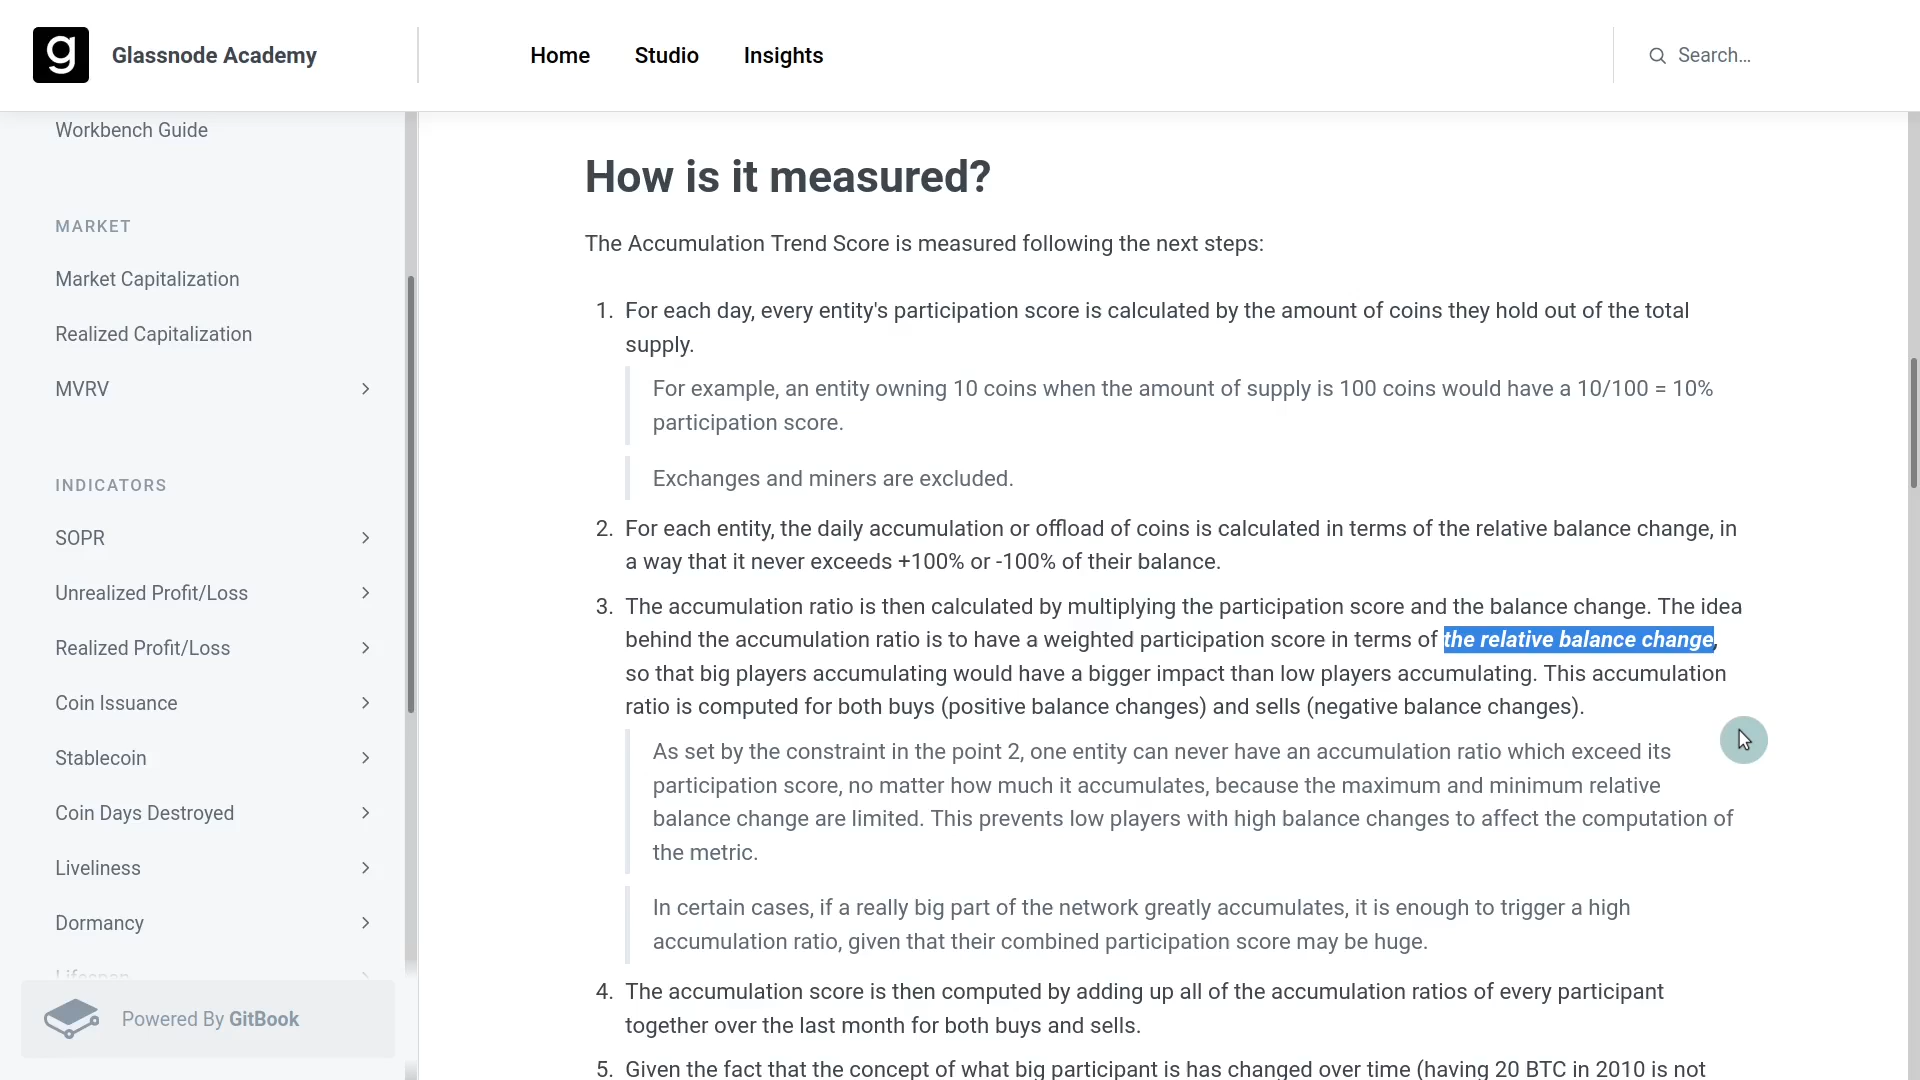 g Glassnode Academy
Home Studio Insights
Search...
Workbench Guide
MARKET
Market Capitalization
Realized Capitalization
MVRV
INDICATORS
SOPR
Unrealized Profit/Loss
Realized Profit/Loss
Coin Issuance
Stablecoin
Coin Days Destroyed
Liveliness
Dormancy
Lifespan
Powered By GitBook
How is it measured?
The Accumulation Trend Score is measured following the next steps:
1. For each day, every entity's participation score is calculated by the amount of coins they hold out of the total
supply.
For example, an entity owning 10 coins when the amount of supply is 100 coins would have a 10/100 = 10%
participation score.
Exchanges and miners are excluded.
2. For each entity, the daily accumulation or offload of coins is calculated in terms of the relative balance change, in
a way that it never exceeds +100% or -100% of their balance.
3. The accumulation ratio is then calculated by multiplying the participation score and the balance change. The idea
behind the accumulation ratio is to have a weighted participation score in terms of the relative balance change,
so that big players accumulating would have a bigger impact than low players accumulating. This accumulation
ratio is computed for both buys (positive balance changes) and sells (negative balance changes).
As set by the constraint in the point 2, one entity can never have an accumulation ratio which exceed its
participation score, no matter how much it accumulates, because the maximum and minimum relative
balance change are limited. This prevents low players with high balance changes to affect the computation of
the metric.
In certain cases, if a really big part of the network greatly accumulates, it is enough to trigger a high
accumulation ratio, given that their combined participation score may be huge.
4. The accumulation score is then computed by adding up all of the accumulation ratios of every participant
together over the last month for both buys and sells.
5. Given the fact that the concept of what big participant is has changed over time (having 20 BTC in 2010 is not